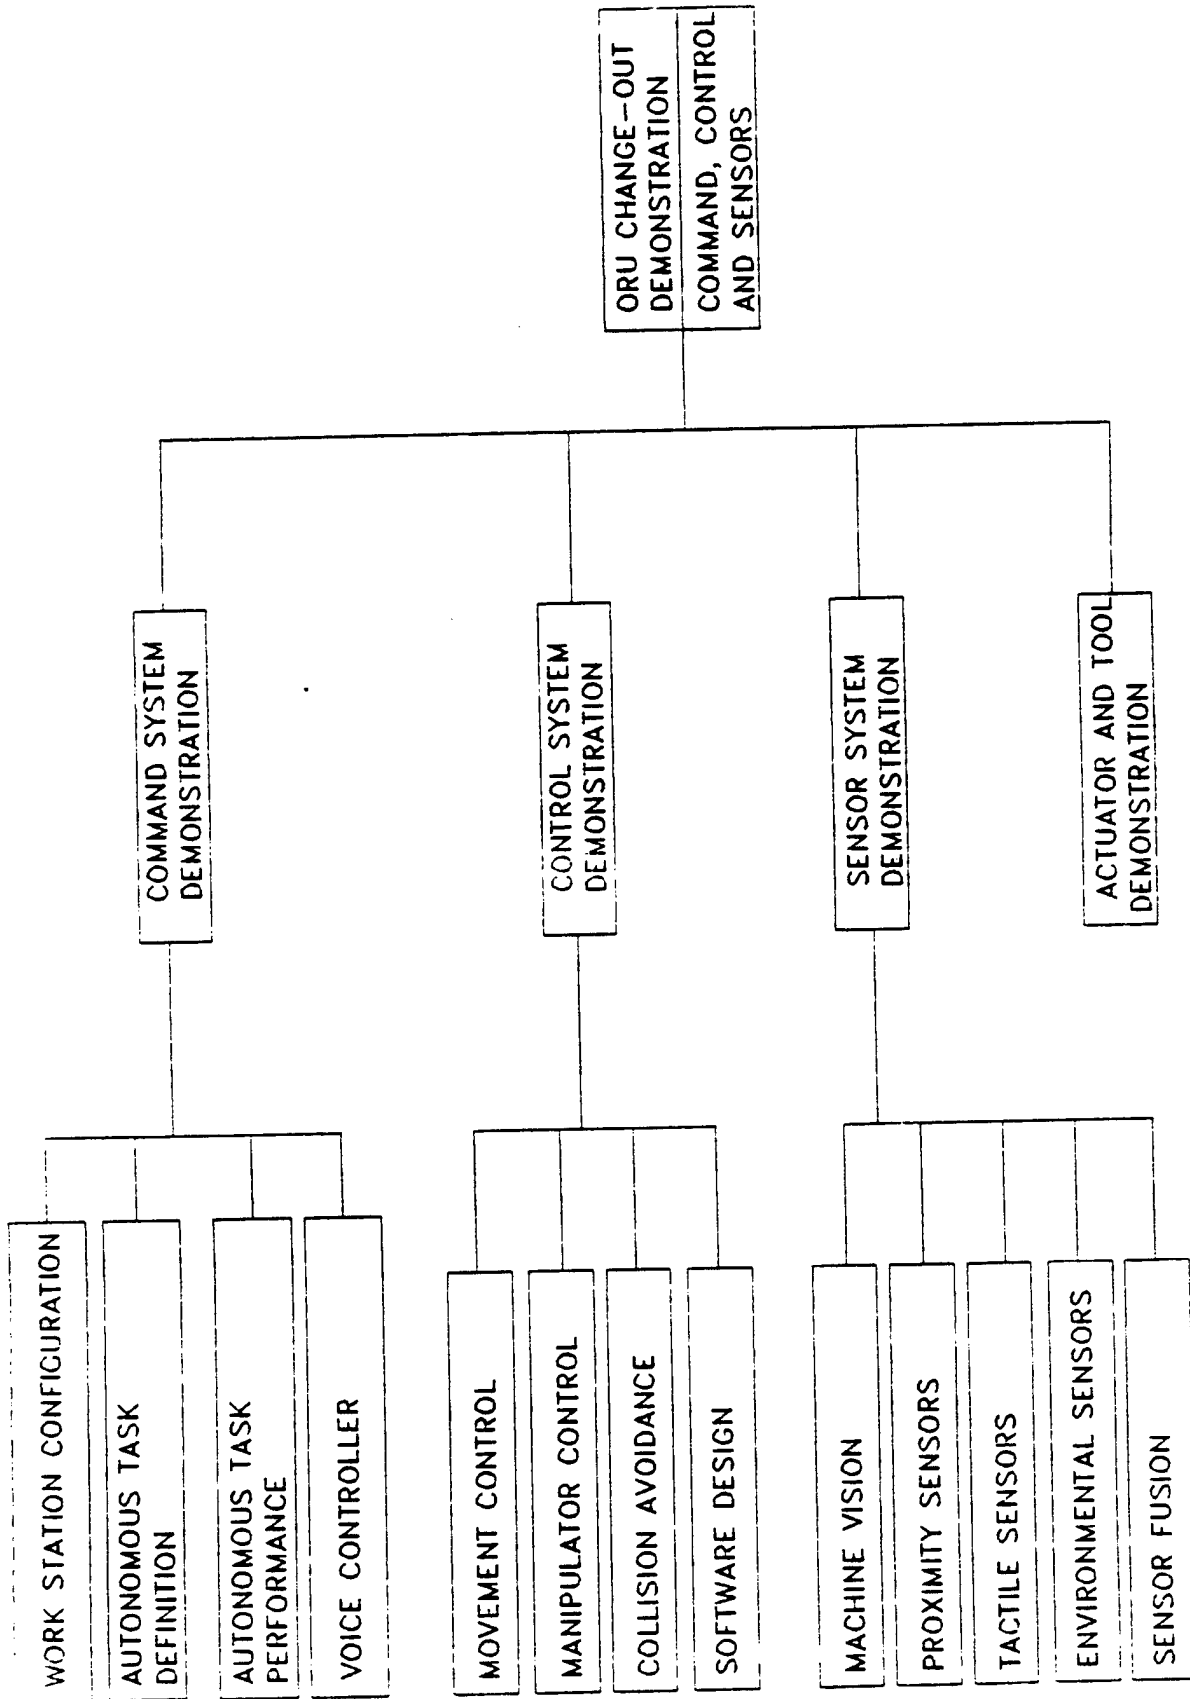 WORK STATION CONFIGURATION
AUTONOMOUS TASK
DEFINITION
AUTONOMOUS TASK
PERFORMANCE
VOICE CONTROLLER
MOVEMENT CONTROL
MANIPULATOR CONTROL
COLLISION AVOIDANCE
SOFTWARE DESIGN
MACHINE VISION
PROXIMITY SENSORS
TACTILE SENSORS
ENVIRONMENTAL SENSORS
SENSOR FUSION
COMMAND SYSTEM
DEMONSTRATION
CONTROL SYSTEM
DEMONSTRATION
SENSOR SYSTEM
DEMONSTRATION
ACTUATOR AND TOOL
DEMONSTRATION
ORU CHANGE-OUT
DEMONSTRATION
COMMAND, CONTROL
AND SENSORS